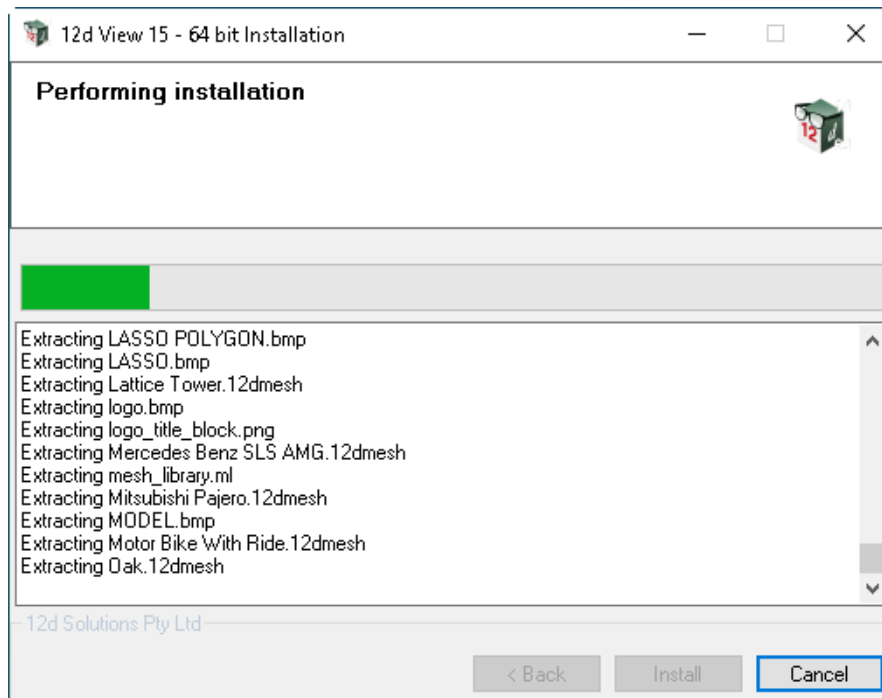 12d View 15 - 64 bit Installation
Performing installation
12
Extracting LASSO POLYGON.bmp
Extracting LASSO.bmp
Extracting Lattice Tower.12dmesh
Extracting logo.bmp
Extracting logo_title_block.png
Extracting Mercedes Benz SLS AMG.12dmesh
Extracting mesh_library.ml
Extracting Mitsubishi Pajero.12dmesh
Extracting MODEL.bmp
Extracting Motor Bike With Ride.12dmesh
Extracting Oak.12dmesh
12d Solutions Pty Ltd
< Back Install Cancel